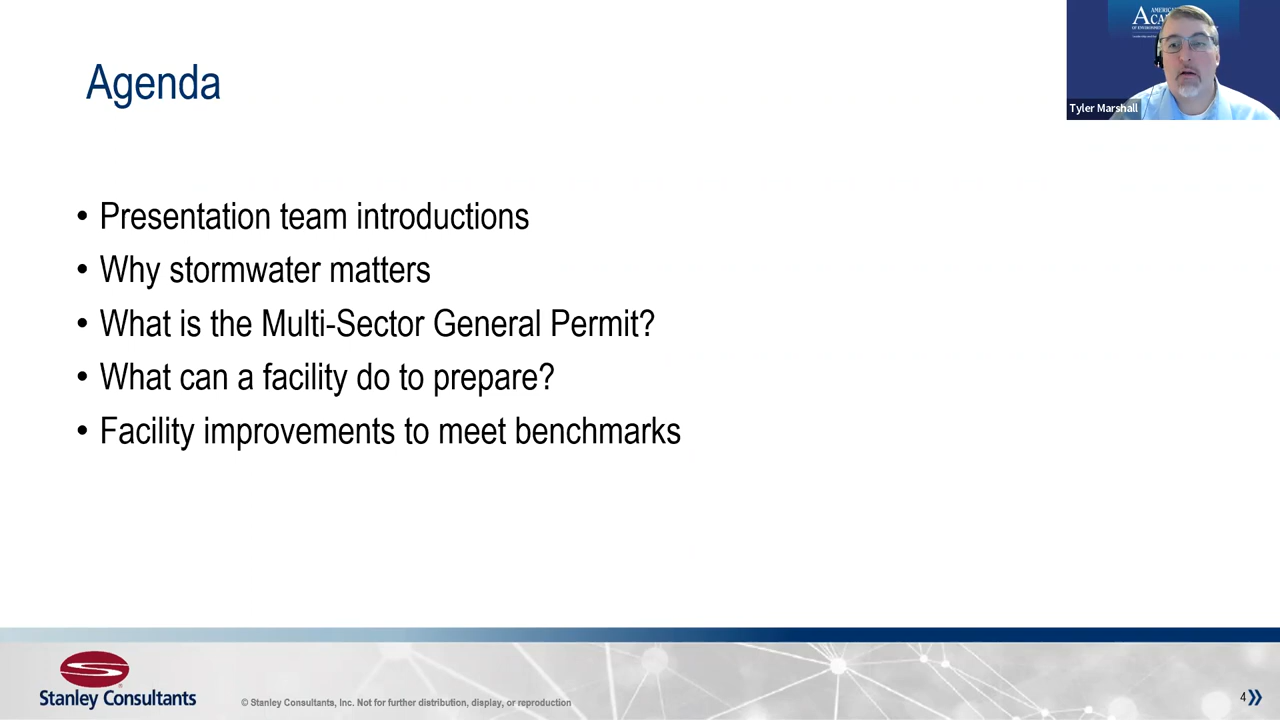 Agenda
• Presentation team introductions
• Why stormwater matters
• What is the Multi-Sector General Permit?
• What can a facility do to prepare?
• Facility improvements to meet benchmarks
Tyler Marshall
Stanley Consultants
© Stanley Consultants, Inc. Not for further distribution, display, or reproduction
4